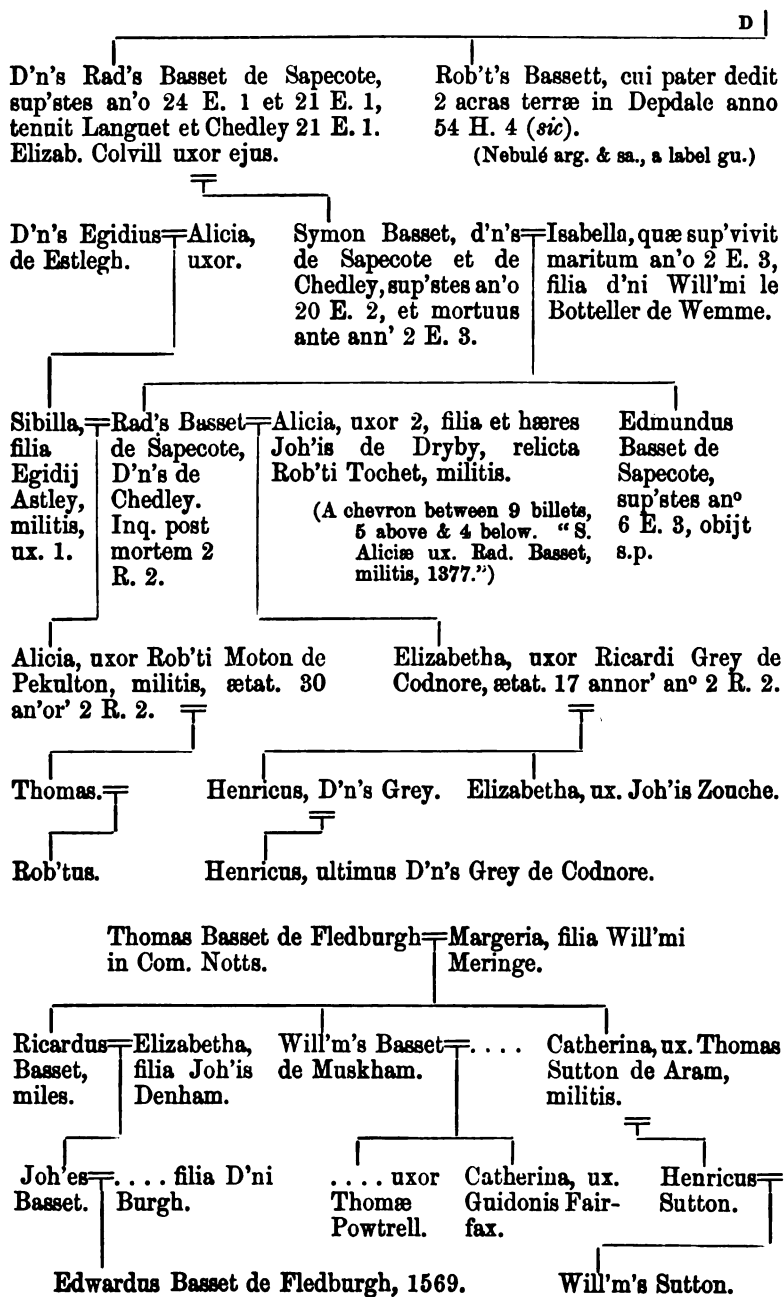 D
D'n's Rad's Basset de Sapecote,
sup'stes an'o 24 E. 1 et 21 E. 1,
tenuit Languet et Chedley 21 E. 1.
Elizab. Colvill uxor ejus.
Rob't's Bassett, cui pater dedit
2 acras terræ in Depdale anno
54 H. 4 (sic).
(Nebulé arg. & sa., a label gu.)
D'n's Egidius
de Estlegh.
Alicia,
uxor.
Symon Basset, d'n's
de Sapecote et de
Chedley, sup'stes an'o
20 E. 2, et mortuus
ante ann' 2 E. 3.
Isabella, quæ sup'vivit
maritum an'o 2 E. 3,
filia d'ni Will'mi le
Botteller de Wemme.
Sibilla,
filia
Egidij
Astley,
militis,
ux. 1.
Rad's Basset
de Sapecote,
D'n's de
Chedley.
Inq. post
mortem 2
R. 2.
Alicia, uxor 2, filia et hæres
Joh'is de Dryby, relicta
Rob'ti Tochet, militis.
(A chevron between 9 billets,
5 above & 4 below. "S.
Aliciæ ux. Rad. Basset,
militis, 1377.")
Edmundus
Basset de
Sapecote,
sup'stes anº
6 E. 3, obijt
s.p.
Alicia, uxor Rob'ti Moton de
Pekulton, militis, ætat. 30
an'or' 2 R. 2.
Elizabetha, uxor Ricardi Grey de
Codnore, ætat. 17 annor' anº 2 R. 2.
Thomas.
Henricus, D'n's Grey.
Elizabetha, ux. Joh'is Zouche.
Rob'tus.
Henricus, ultimus D'n's Grey de Codnore.
Thomas Basset de Fledburgh
in Com. Notts.
Margeria, filia Will'mi
Meringe.
Ricardus
Basset,
miles.
Elizabetha,
filia Joh'is
Denham.
Will'm's Basset
de Muskham.
. . . .
Catherina, ux. Thomas
Sutton de Aram,
militis.
Joh'es
Basset.
. . . . filia D'ni
Burgh.
. . . . uxor
Thomæ
Powtrell.
Catherina, ux.
Guidonis Fair-
fax.
Henricus
Sutton.
Edwardus Basset de Fledburgh, 1569.
Will'm's Sutton.